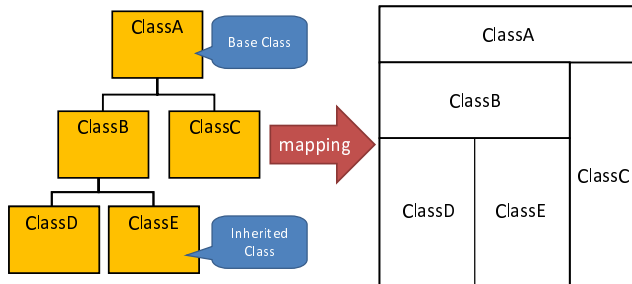 ClassA
Base Class
ClassB
ClassC
ClassD
ClassE
Inherited
Class
mapping
ClassA
ClassB
ClassC
ClassD
ClassE